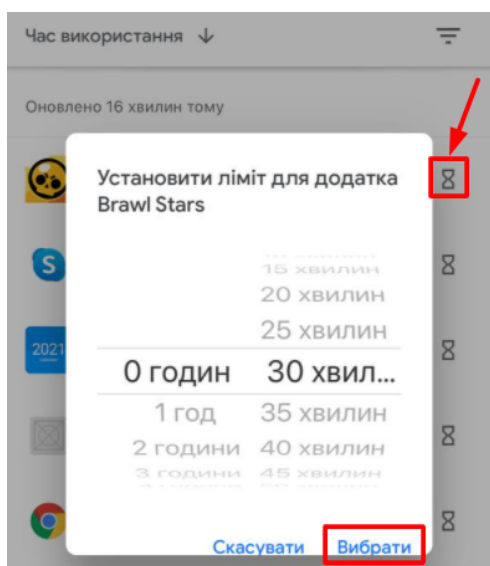 Час використання ↓
Оновлено 16 хвилин тому
Установити ліміт для додатка
Brawl Stars
15 хвилин
20 хвилин
25 хвилин
0 годин 30 хвил...
1 год 35 хвилин
2 години 40 хвилин
3 години 45 хвилин
S
2021
Скасувати Вибрати